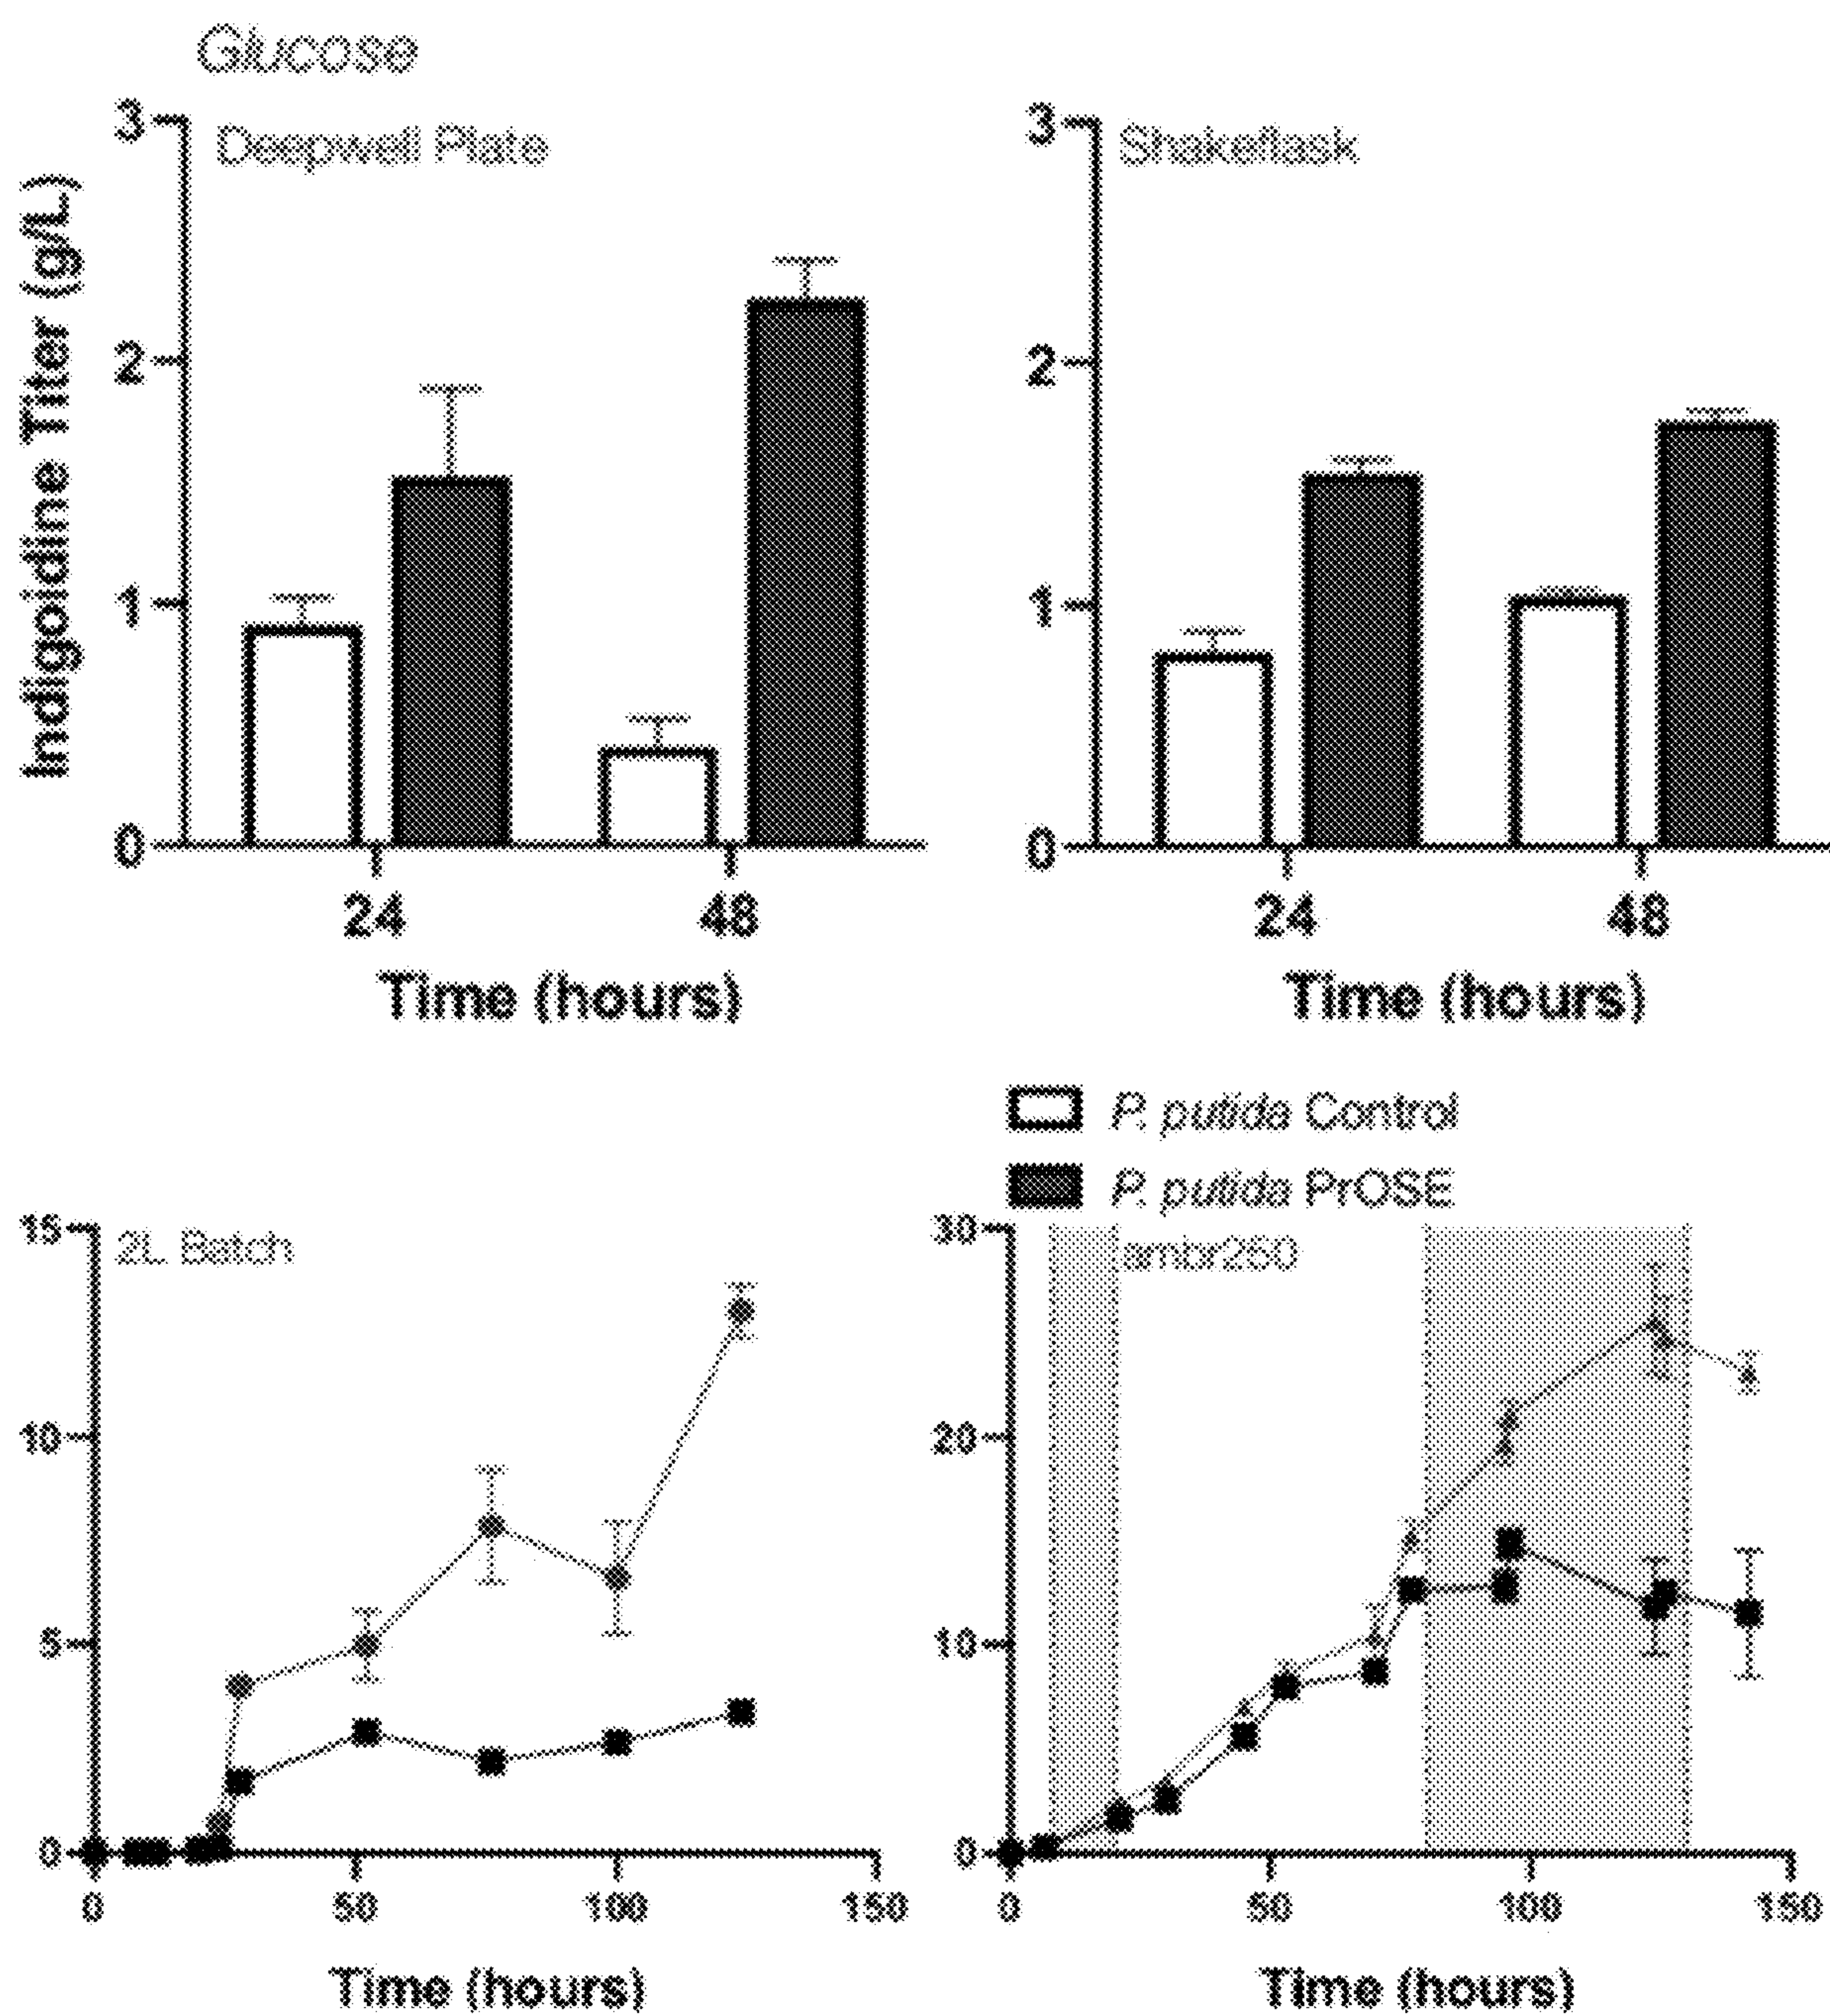 Glucose
Deepwell Plate
Indigoidine Titer (g/L)
3
2
1
0
24 48
Time (hours)
Shakeflask
3
2
1
0
24 48
Time (hours)
P. putida Control
P. putida PrOSE
2L Batch
15
10
5
0
0 50 100 150
Time (hours)
ambr250
30
20
10
0
0 50 100 150
Time (hours)